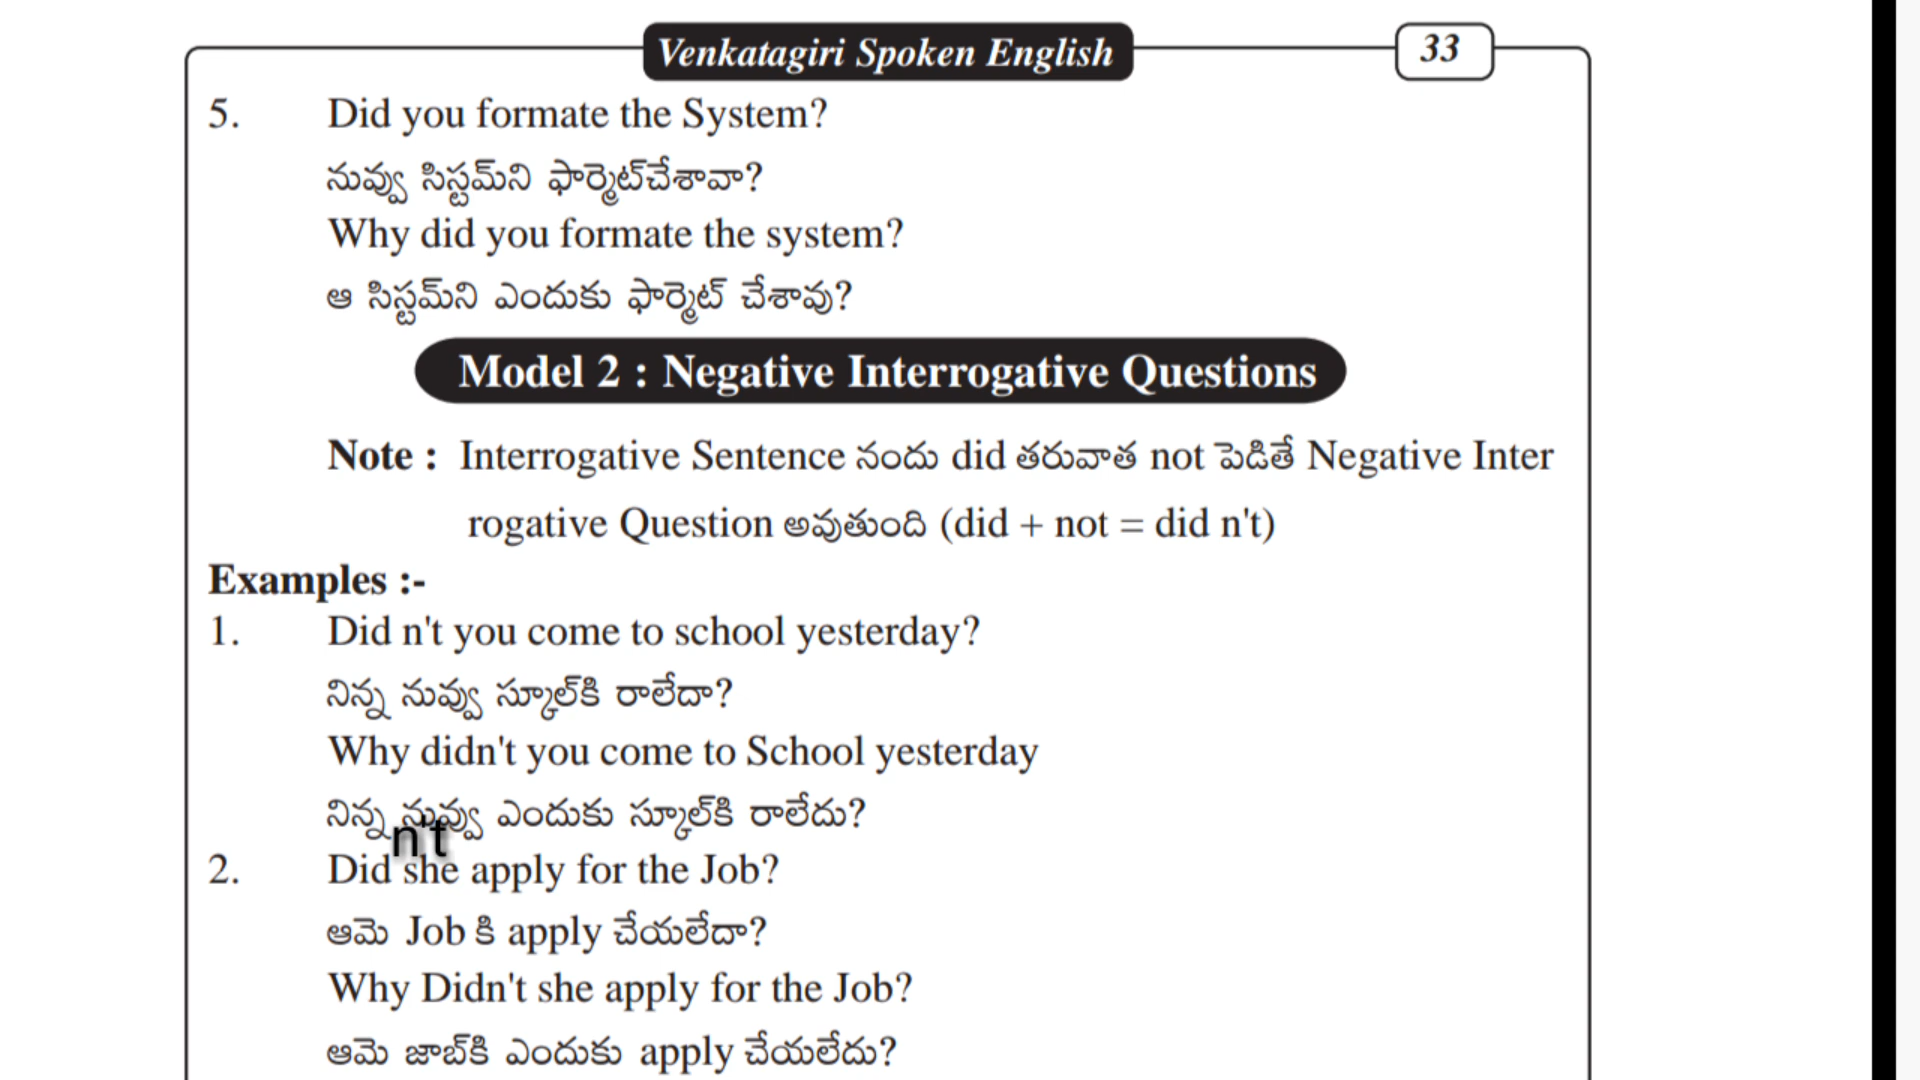 Venkatagiri Spoken English
33
5. Did you formate the System?
నువ్వు సిస్టమ్‌ని ఫార్మెట్‌చేశావా?
Why did you formate the system?
ఆ సిస్టమ్‌ని ఎందుకు ఫార్మెట్ చేశావు?
Model 2 : Negative Interrogative Questions
Note : Interrogative Sentence నందు did తరువాత not పెడితే Negative Inter
rogative Question అవుతుంది (did + not = did n't)
Examples :-
1. Did n't you come to school yesterday?
నిన్న నువ్వు స్కూల్‌కి రాలేదా?
Why didn't you come to School yesterday
నిన్న నువ్వు ఎందుకు స్కూల్‌కి రాలేదు?
n't
2. Did she apply for the Job?
ఆమె Job కి apply చేయలేదా?
Why Didn't she apply for the Job?
ఆమె జాబ్‌కి ఎందుకు apply చేయలేదు?